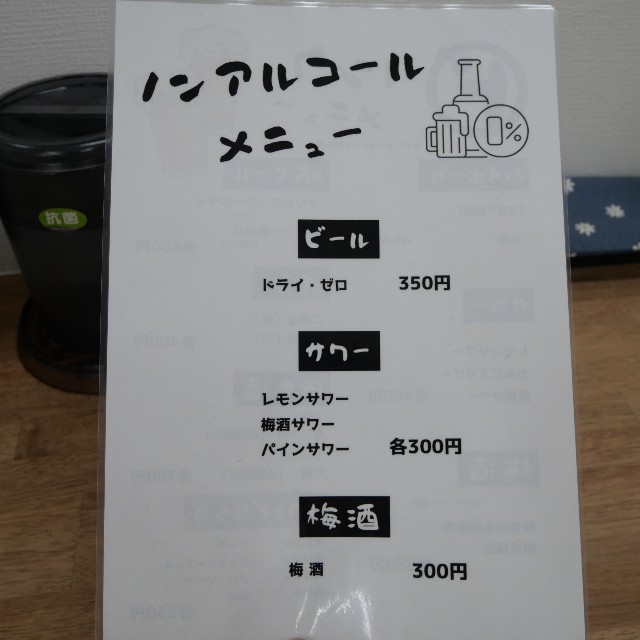 ノンアルコール
メニュー
0%
抗菌
ビール
ドライ・ゼロ 350円
サワー
レモンサワー
梅酒サワー
パインサワー 各300円
梅酒
梅酒 300円